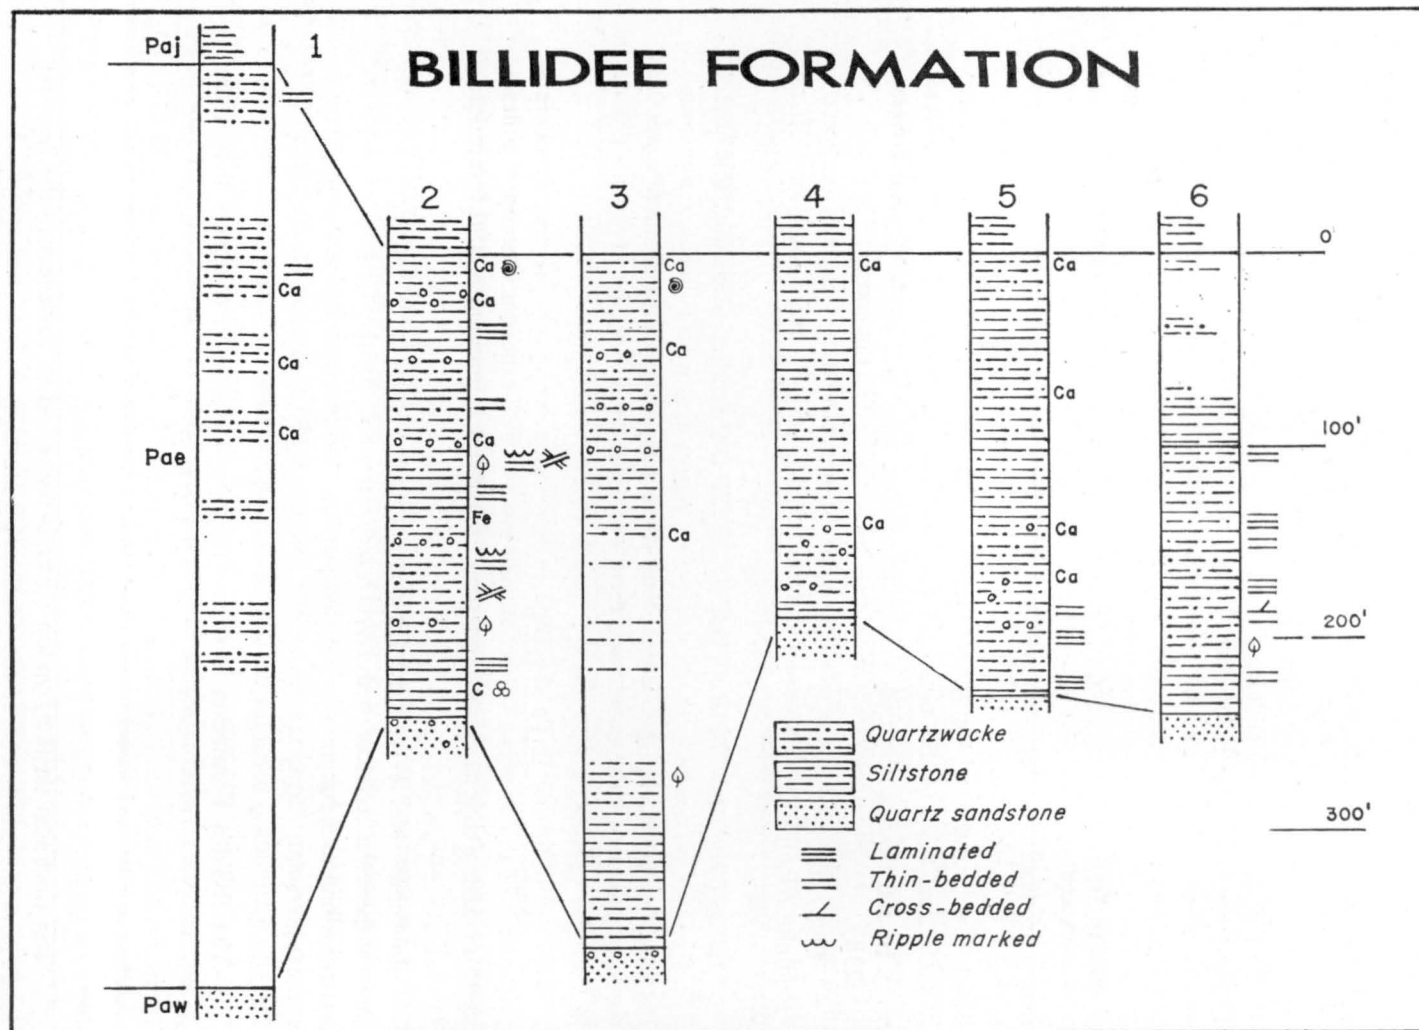 BILLIDEE FORMATION
Paj
1
2
3
4
5
6
Pae
Paw
Ca
Ca
Ca
Ca
Ca
Ca
Fe
C
Ca
Ca
Ca
Ca
Ca
Ca
Ca
Ca
Ca
0'
100'
200'
300'
Quartzwacke
Siltstone
Quartz sandstone
Laminated
Thin-bedded
Cross-bedded
Ripple marked